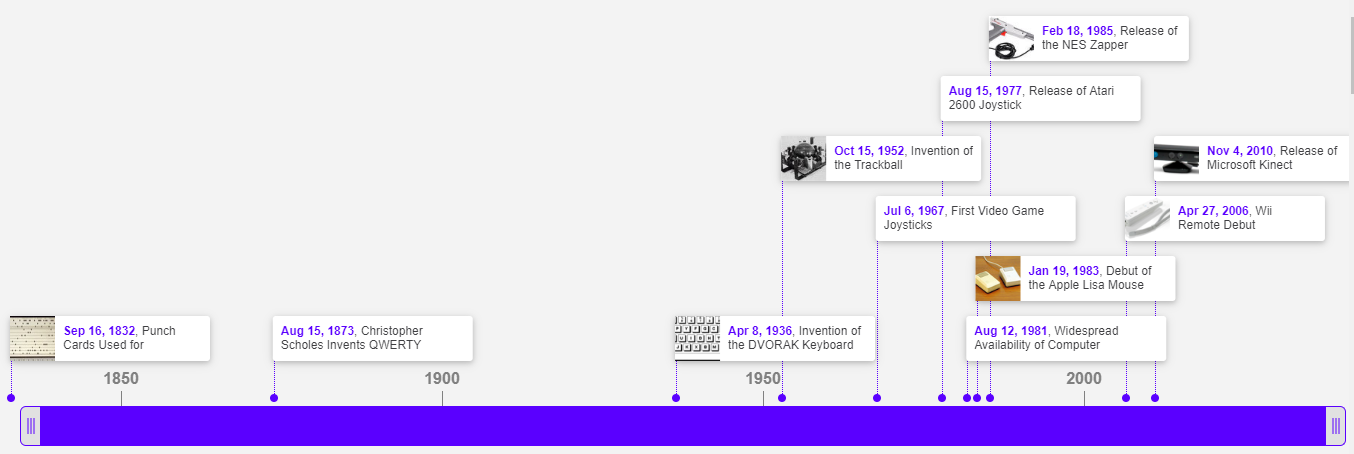 Feb 18, 1985, Release of
the NES Zapper
Aug 15, 1977, Release of Atari
2600 Joystick
Oct 15, 1952, Invention of
the Trackball
Nov 4, 2010, Release of
Microsoft Kinect
Jul 6, 1967, First Video Game
Joysticks
Apr 27, 2006, Wii
Remote Debut
Jan 19, 1983, Debut of
the Apple Lisa Mouse
Sep 16, 1832, Punch
Cards Used for
Aug 15, 1873, Christopher
Scholes Invents QWERTY
Apr 8, 1936, Invention of
the DVORAK Keyboard
Aug 12, 1981, Widespread
Availability of Computer
1850
1900
1950
2000